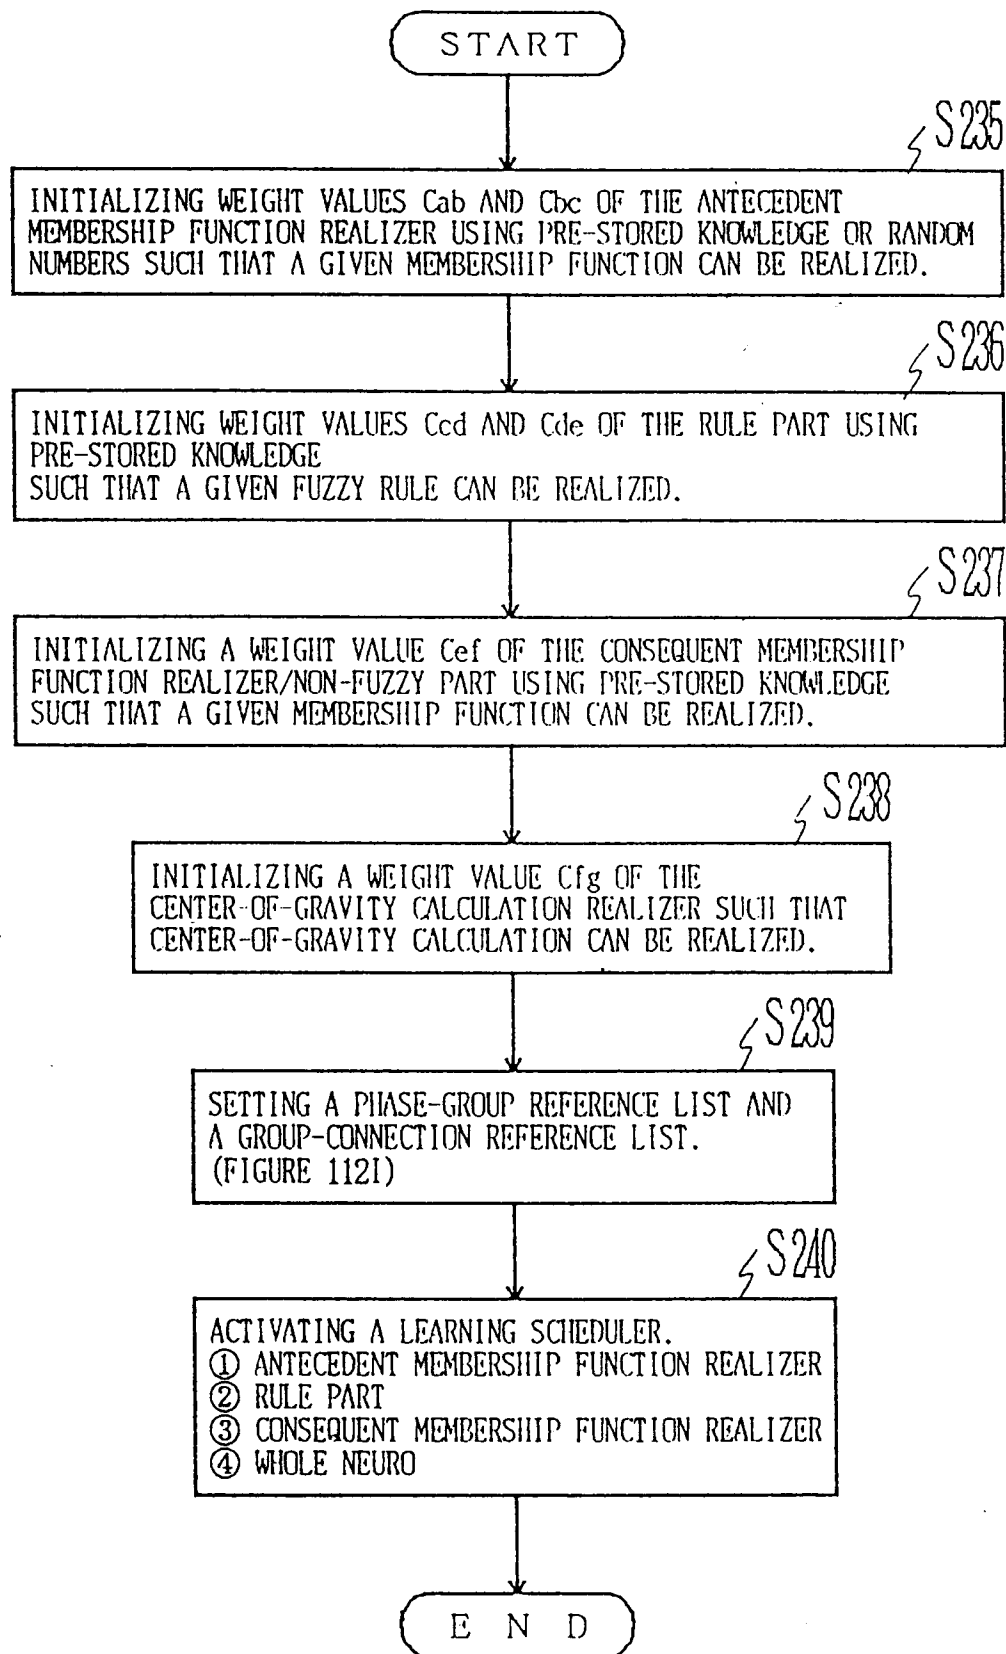 START
S235
INITIALIZING WEIGHT VALUES Cab AND Cbc OF THE ANTECEDENT
MEMBERSHIP FUNCTION REALIZER USING PRE-STORED KNOWLEDGE OR RANDOM
NUMBERS SUCH THAT A GIVEN MEMBERSHIP FUNCTION CAN BE REALIZED.
S236
INITIALIZING WEIGHT VALUES Ccd AND Cde OF THE RULE PART USING
PRE-STORED KNOWLEDGE
SUCH THAT A GIVEN FUZZY RULE CAN BE REALIZED.
S237
INITIALIZING A WEIGHT VALUE Cef OF THE CONSEQUENT MEMBERSHIP
FUNCTION REALIZER/NON-FUZZY PART USING PRE-STORED KNOWLEDGE
SUCH THAT A GIVEN MEMBERSHIP FUNCTION CAN BE REALIZED.
S238
INITIALIZING A WEIGHT VALUE Cfg OF THE
CENTER-OF-GRAVITY CALCULATION REALIZER SUCH THAT
CENTER-OF-GRAVITY CALCULATION CAN BE REALIZED.
S239
SETTING A PHASE-GROUP REFERENCE LIST AND
A GROUP-CONNECTION REFERENCE LIST.
(FIGURE 112I)
S240
ACTIVATING A LEARNING SCHEDULER.
① ANTECEDENT MEMBERSHIP FUNCTION REALIZER
② RULE PART
③ CONSEQUENT MEMBERSHIP FUNCTION REALIZER
④ WHOLE NEURO
E N D